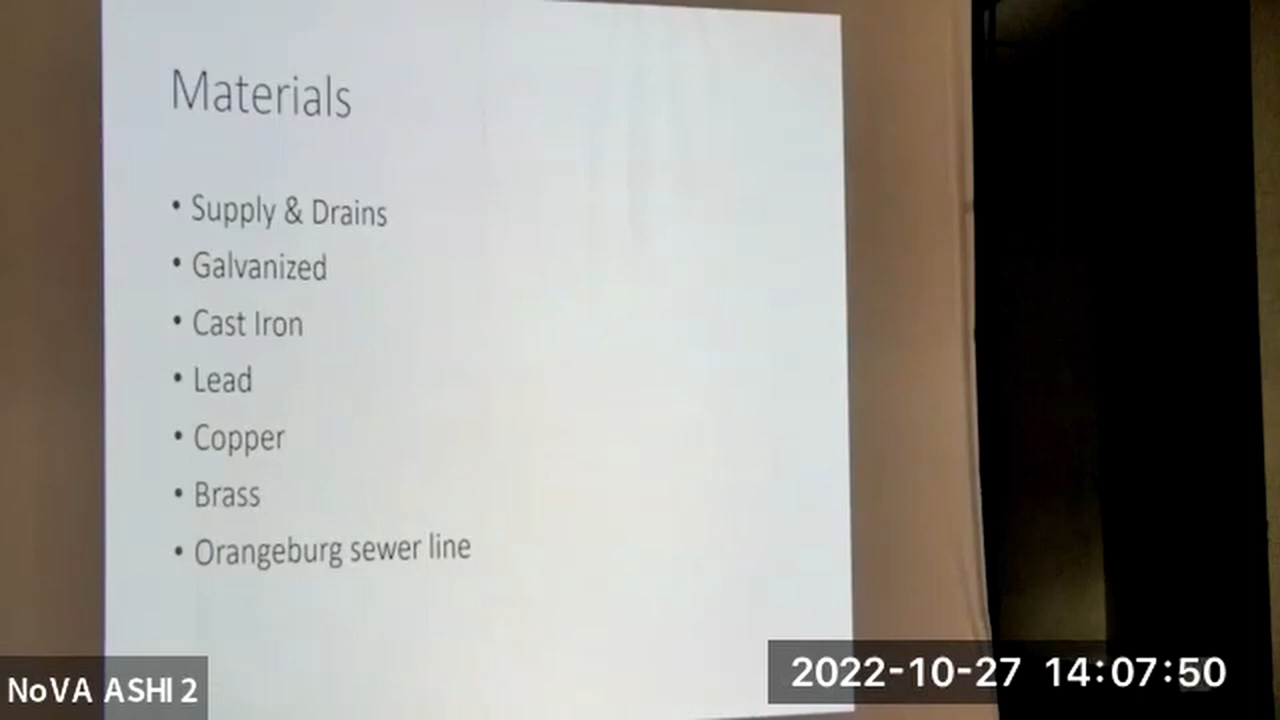 Materials
• Supply & Drains
• Galvanized
• Cast Iron
• Lead
• Copper
• Brass
• Orangeburg sewer line
NoVA ASHI 2
2022-10-27 14:07:50